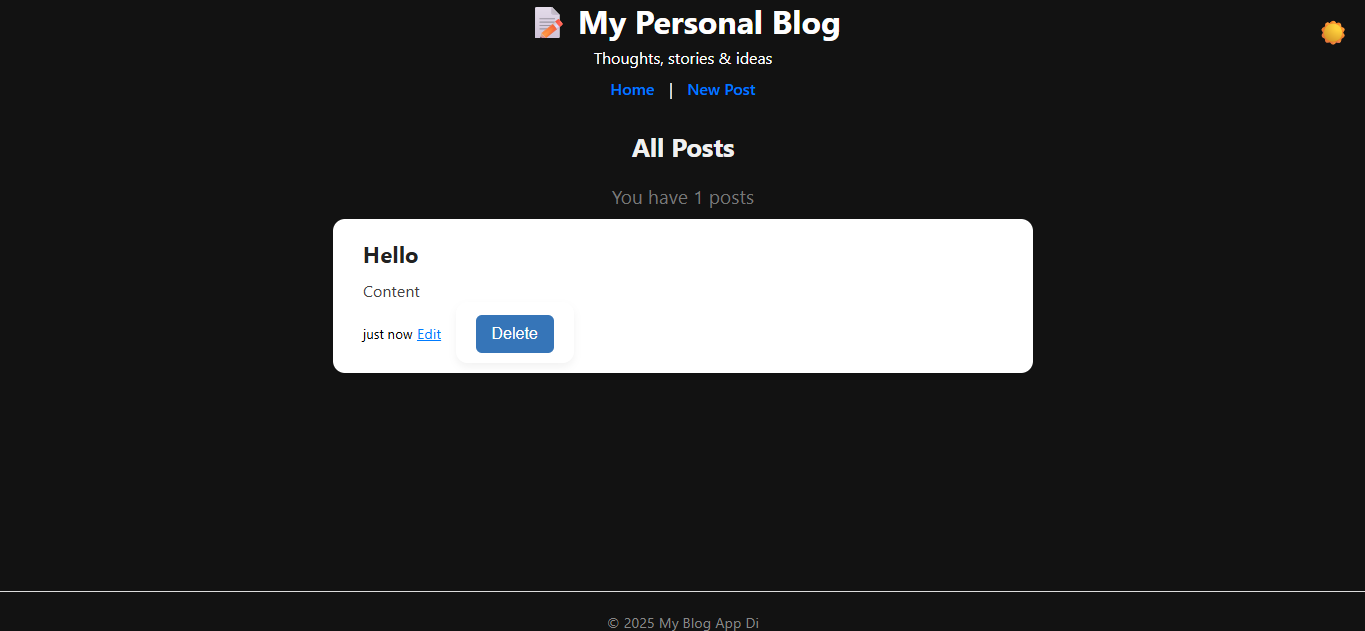 My Personal Blog
Thoughts, stories & ideas
Home | New Post
All Posts
You have 1 posts
Hello
Content
just now Edit Delete
© 2025 My Blog App Di